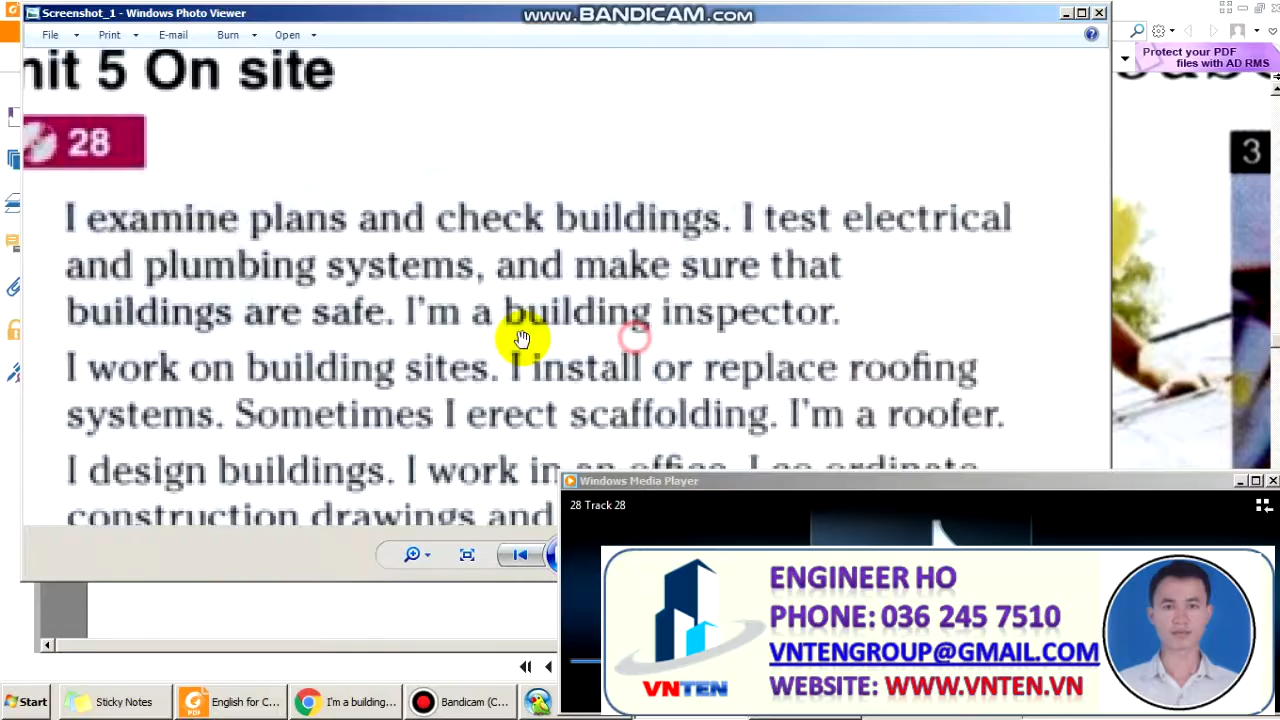 Screenshot_1 - Windows Photo Viewer
www.BANDICAM.com
File Print E-mail Burn Open
Protect your PDF
files with AD RMS
nit 5 On site
28
3
I examine plans and check buildings. I test electrical
and plumbing systems, and make sure that
buildings are safe. I'm a building inspector.
I work on building sites. I install or replace roofing
systems. Sometimes I erect scaffolding. I'm a roofer.
I design buildings. I work in an office. I co-ordinate
construction drawings and
Windows Media Player
28 Track 28
ENGINEER HO
PHONE: 036 245 7510
VNTENGROUP@GMAIL.COM
WEBSITE: WWW.VNTEN.VN
VNTEN
Start
Sticky Notes
English for C...
I'm a building...
Bandicam (C...